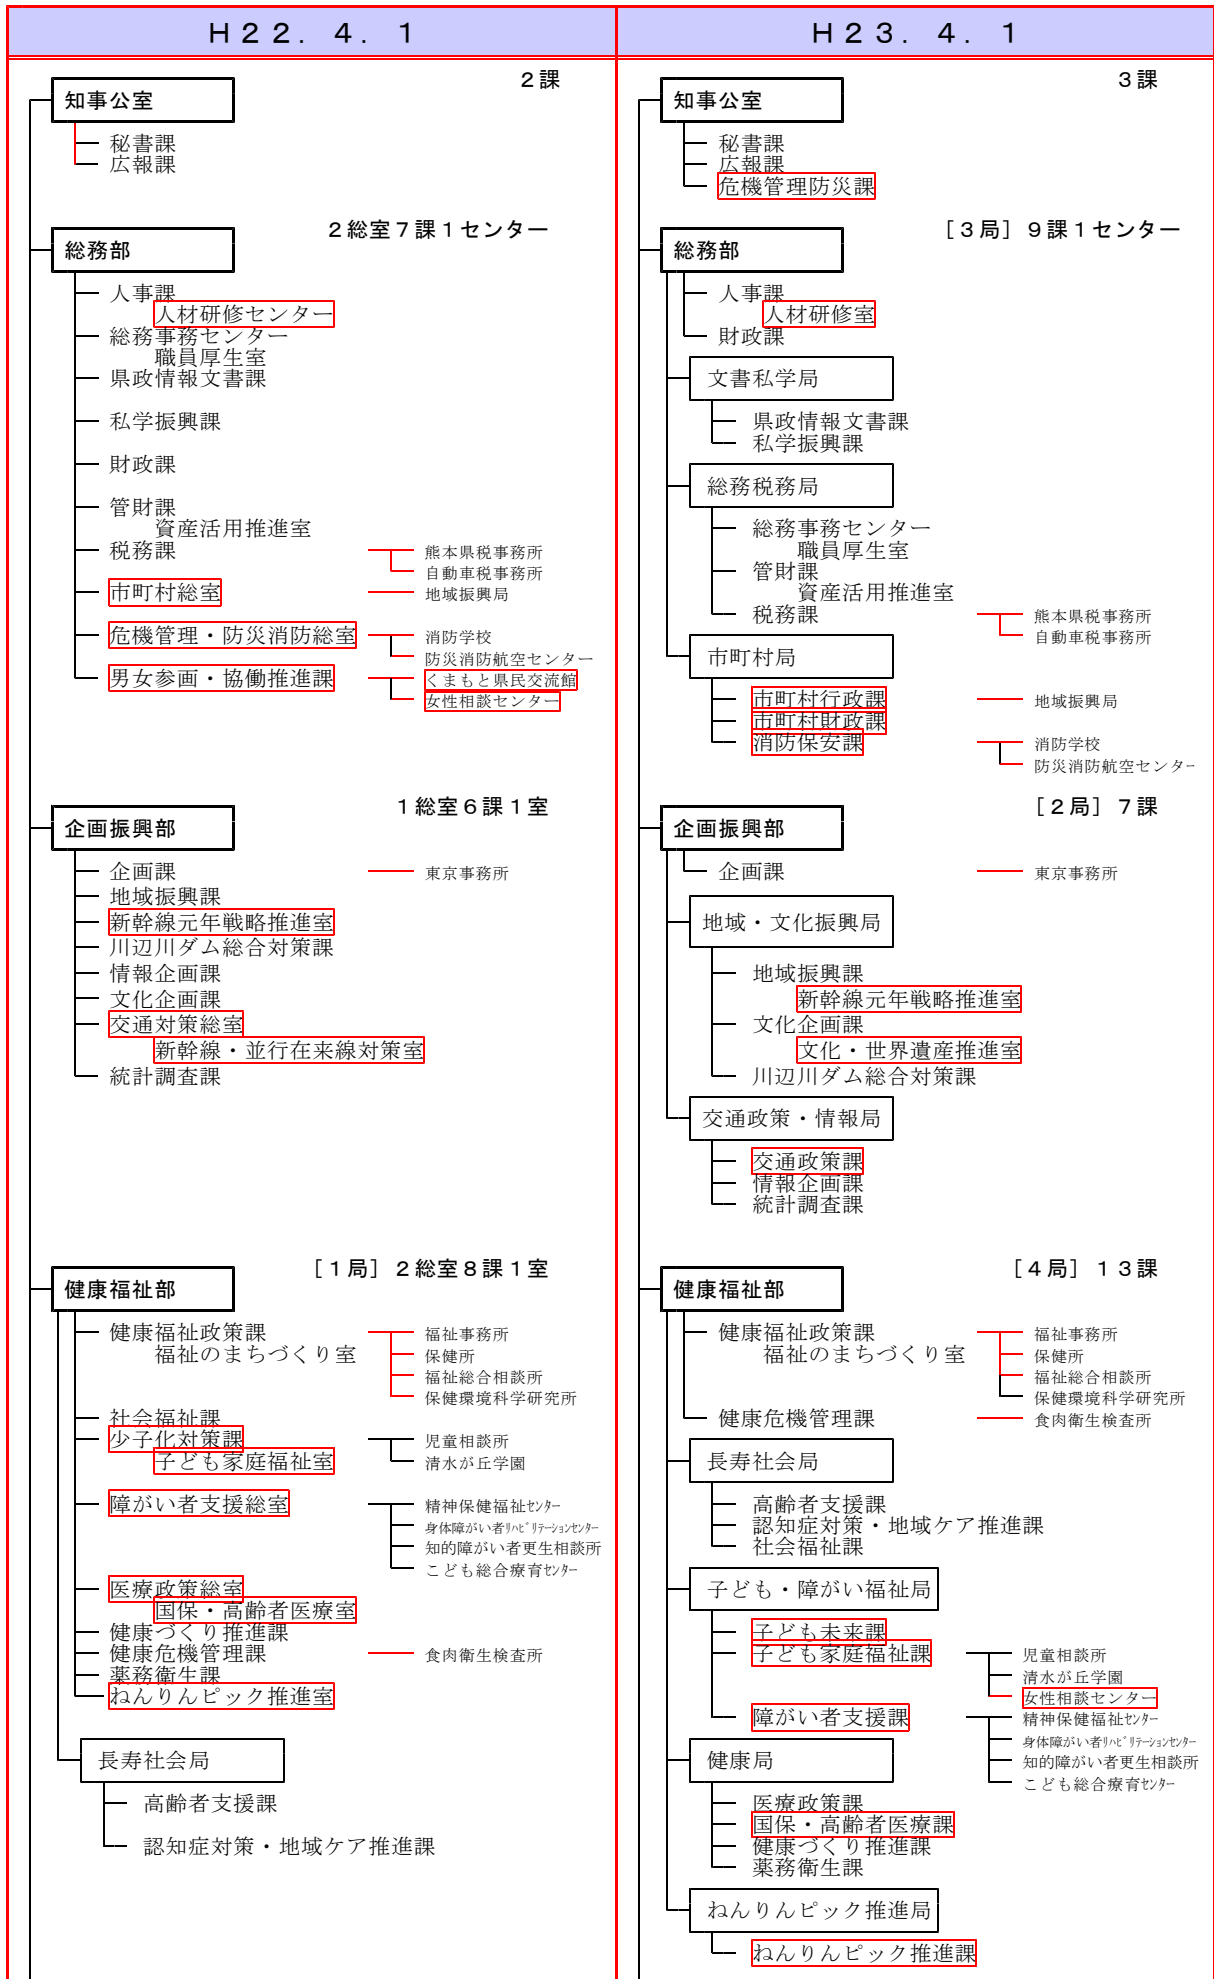 Ｈ２２．４．１
２課
知事公室
秘書課
広報課
２総室７課１センター
総務部
人事課
人材研修センター
総務事務センター
職員厚生室
県政情報文書課
私学振興課
財政課
管財課
資産活用推進室
税務課
熊本県税事務所
自動車税事務所
市町村総室
地域振興局
危機管理・防災消防総室
消防学校
防災消防航空センター
男女参画・協働推進課
くまもと県民交流館
女性相談センター
１総室６課１室
企画振興部
企画課
東京事務所
地域振興課
新幹線元年戦略推進室
川辺川ダム総合対策課
情報企画課
文化企画課
交通対策総室
新幹線・並行在来線対策室
統計調査課
［１局］２総室８課１室
健康福祉部
健康福祉政策課
福祉のまちづくり室
福祉事務所
保健所
福祉総合相談所
保健環境科学研究所
社会福祉課
少子化対策課
子ども家庭福祉室
児童相談所
清水が丘学園
障がい者支援総室
精神保健福祉ｾﾝﾀｰ
身体障がい者ﾘﾊﾋﾞﾘﾃｰｼｮﾝｾﾝﾀｰ
知的障がい者更生相談所
こども総合療育ｾﾝﾀｰ
医療政策総室
国保・高齢者医療室
健康づくり推進課
健康危機管理課
食肉衛生検査所
薬務衛生課
ねんりんピック推進室
長寿社会局
高齢者支援課
認知症対策・地域ケア推進課
Ｈ２３．４．１
３課
知事公室
秘書課
広報課
危機管理防災課
［３局］９課１センター
総務部
人事課
人材研修室
財政課
文書私学局
県政情報文書課
私学振興課
総務税務局
総務事務センター
職員厚生室
管財課
資産活用推進室
税務課
熊本県税事務所
自動車税事務所
市町村局
市町村行政課
地域振興局
市町村財政課
消防保安課
消防学校
防災消防航空センター
［２局］７課
企画振興部
企画課
東京事務所
地域・文化振興局
地域振興課
新幹線元年戦略推進室
文化企画課
文化・世界遺産推進室
川辺川ダム総合対策課
交通政策・情報局
交通政策課
情報企画課
統計調査課
［４局］１３課
健康福祉部
健康福祉政策課
福祉のまちづくり室
福祉事務所
保健所
福祉総合相談所
保健環境科学研究所
健康危機管理課
食肉衛生検査所
長寿社会局
高齢者支援課
認知症対策・地域ケア推進課
社会福祉課
子ども・障がい福祉局
子ども未来課
子ども家庭福祉課
児童相談所
清水が丘学園
女性相談センター
障がい者支援課
精神保健福祉ｾﾝﾀｰ
身体障がい者ﾘﾊﾋﾞﾘﾃｰｼｮﾝｾﾝﾀｰ
知的障がい者更生相談所
こども総合療育ｾﾝﾀｰ
健康局
医療政策課
国保・高齢者医療課
健康づくり推進課
薬務衛生課
ねんりんピック推進局
ねんりんピック推進課